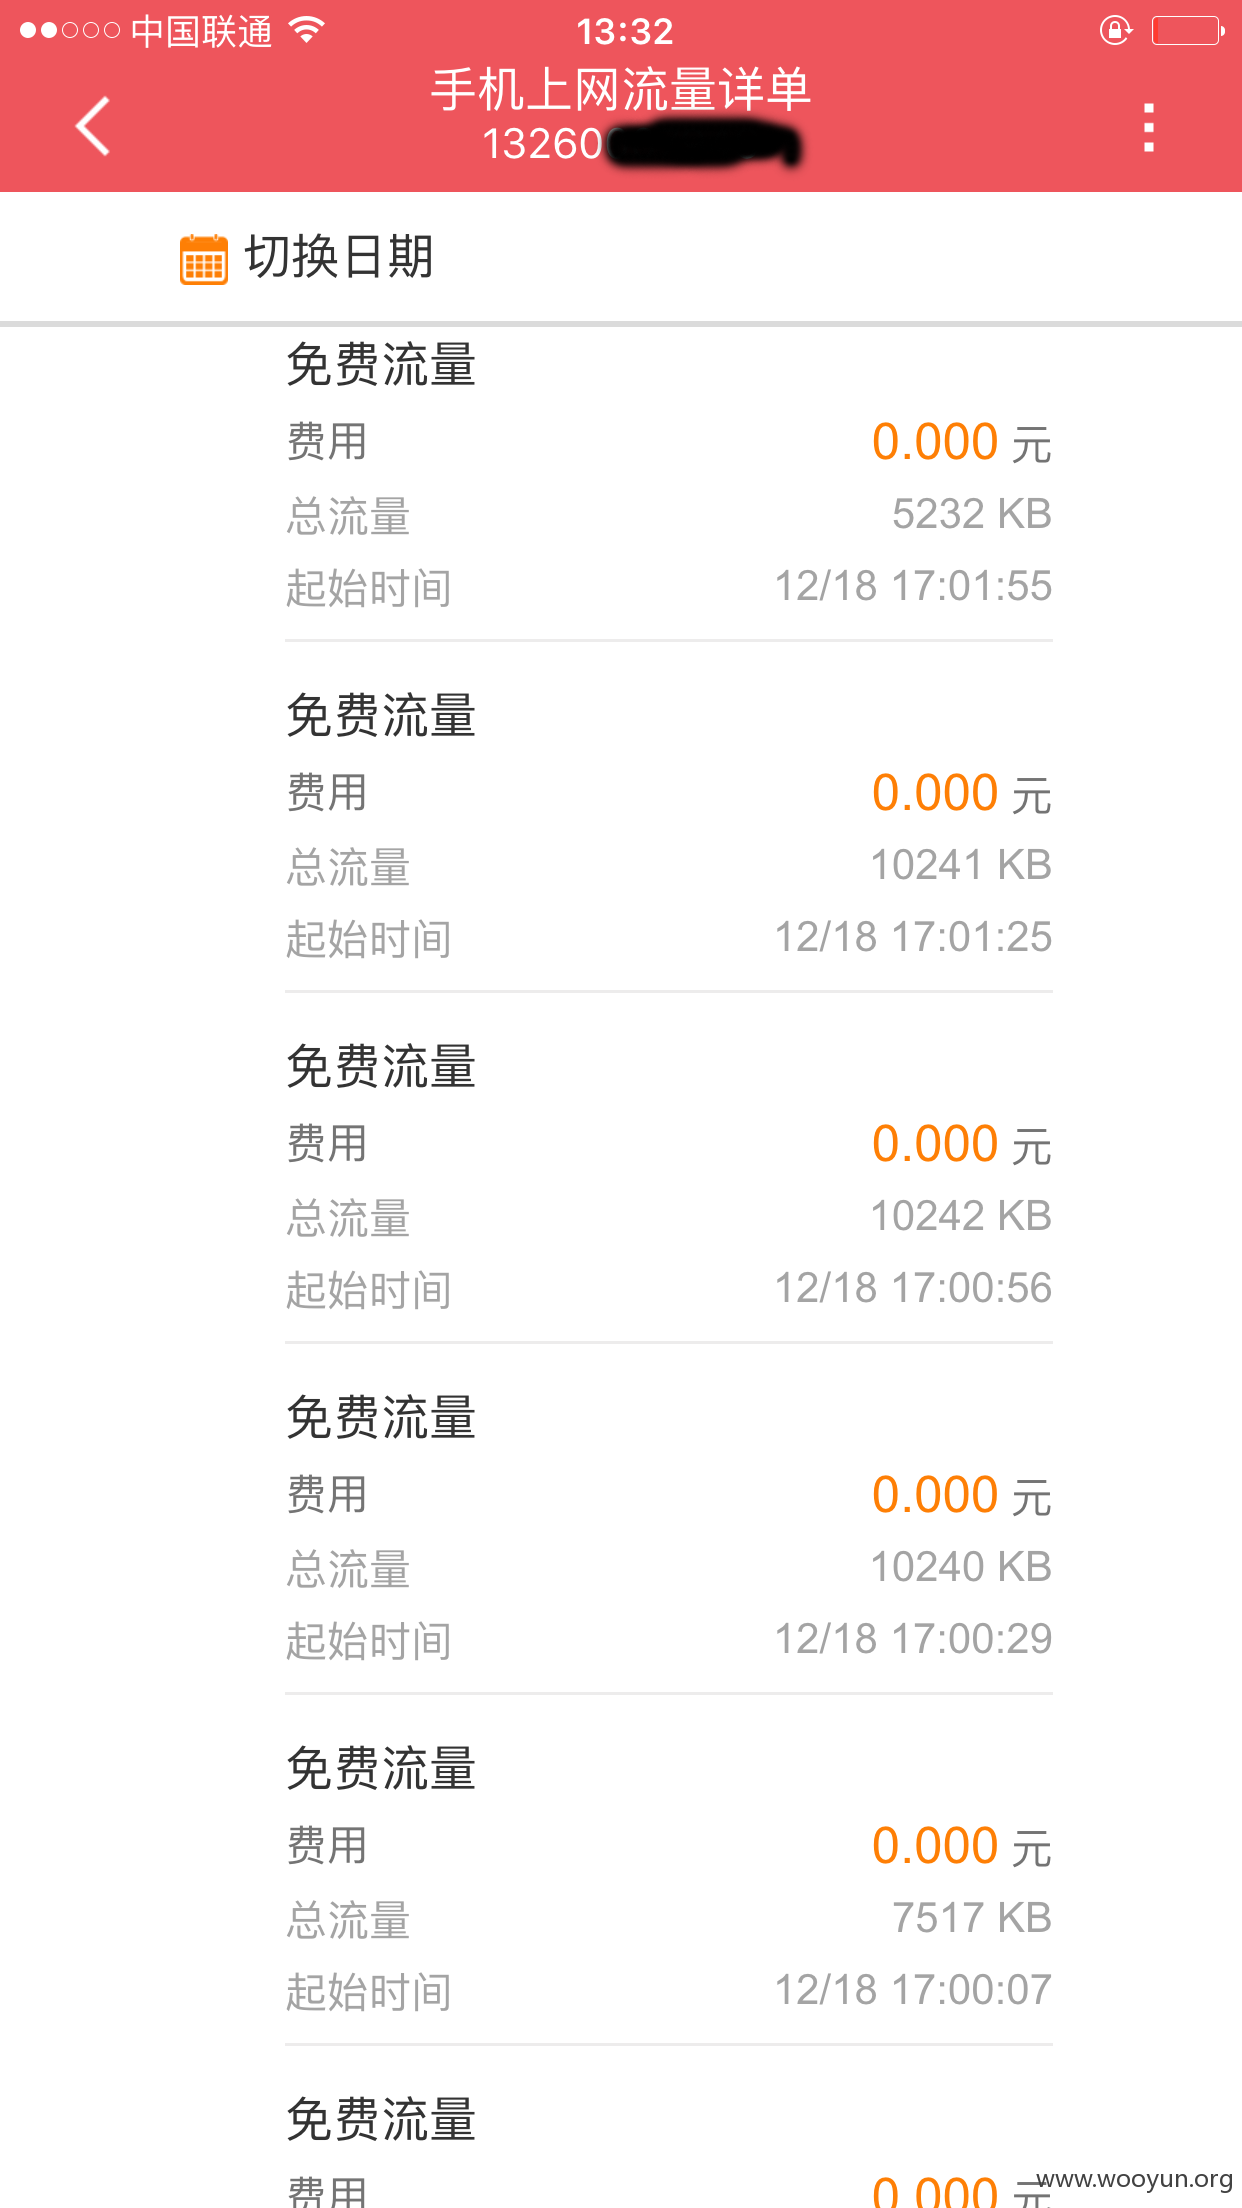 中国联通 13:32
手机上网流量详单
13260
切换日期
免费流量
费用 0.000 元
总流量 5232 KB
起始时间 12/18 17:01:55
免费流量
费用 0.000 元
总流量 10241 KB
起始时间 12/18 17:01:25
免费流量
费用 0.000 元
总流量 10242 KB
起始时间 12/18 17:00:56
免费流量
费用 0.000 元
总流量 10240 KB
起始时间 12/18 17:00:29
免费流量
费用 0.000 元
总流量 7517 KB
起始时间 12/18 17:00:07
免费流量
费用 0.000 元
www.wooyun.org